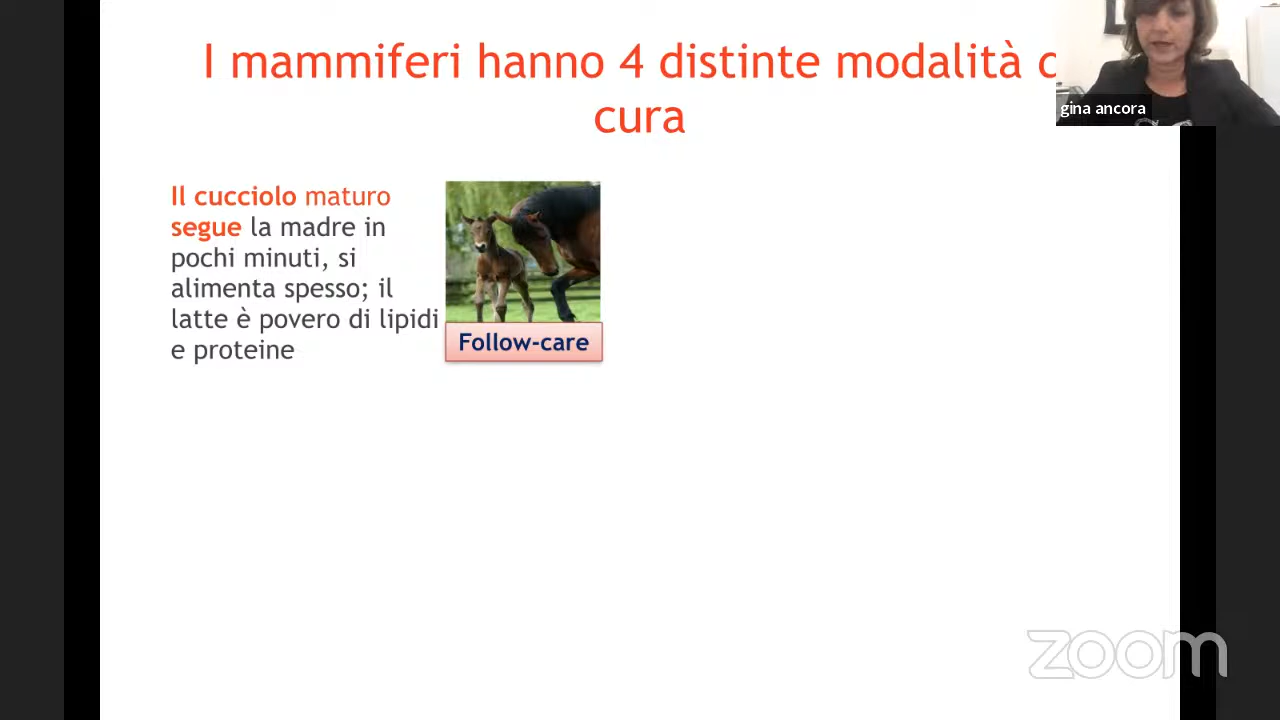 I mammiferi hanno 4 distinte modalità
cura
gina ancora
Il cucciolo maturo
segue la madre in
pochi minuti, si
alimenta spesso; il
latte è povero di lipidi
e proteine
Follow-care
zoom